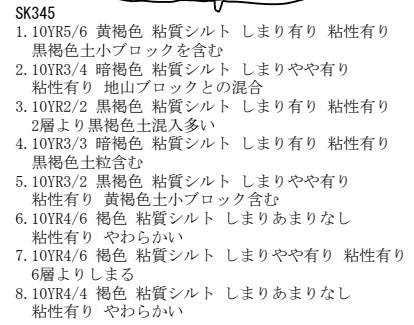 SK345
1.10YR5/6 黄褐色 粘質シルト しまり有り 粘性有り
黒褐色土小ブロックを含む
2.10YR3/4 暗褐色 粘質シルト しまりやや有り
粘性有り 地山ブロックとの混合
3.10YR2/2 黒褐色 粘質シルト しまり有り 粘性有り
2層より黒褐色土混入多い
4.10YR3/3 暗褐色 粘質シルト しまり有り 粘性有り
黒褐色土粒含む
5.10YR3/2 黒褐色 粘質シルト しまりやや有り
粘性有り 黄褐色土小ブロック含む
6.10YR4/6 褐色 粘質シルト しまりあまりなし
粘性有り やわらかい
7.10YR4/6 褐色 粘質シルト しまりやや有り 粘性有り
6層よりしまる
8.10YR4/4 褐色 粘質シルト しまりあまりなし
粘性有り やわらかい